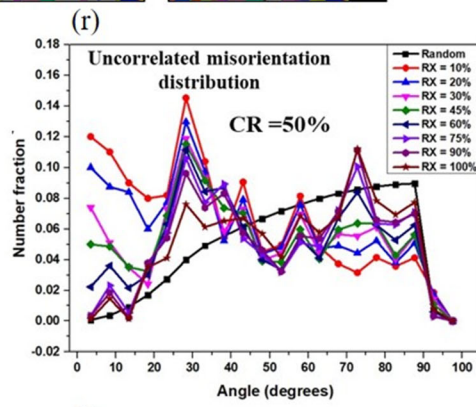 (r)
Uncorrelated misorientation
distribution
CR =50%
Random
RX = 10%
RX = 20%
RX = 30%
RX = 45%
RX = 60%
RX = 75%
RX = 90%
RX = 100%
Number fraction
0.18
0.16
0.14
0.12
0.10
0.08
0.06
0.04
0.02
0.00
-0.02
0 10 20 30 40 50 60 70 80 90 100
Angle (degrees)